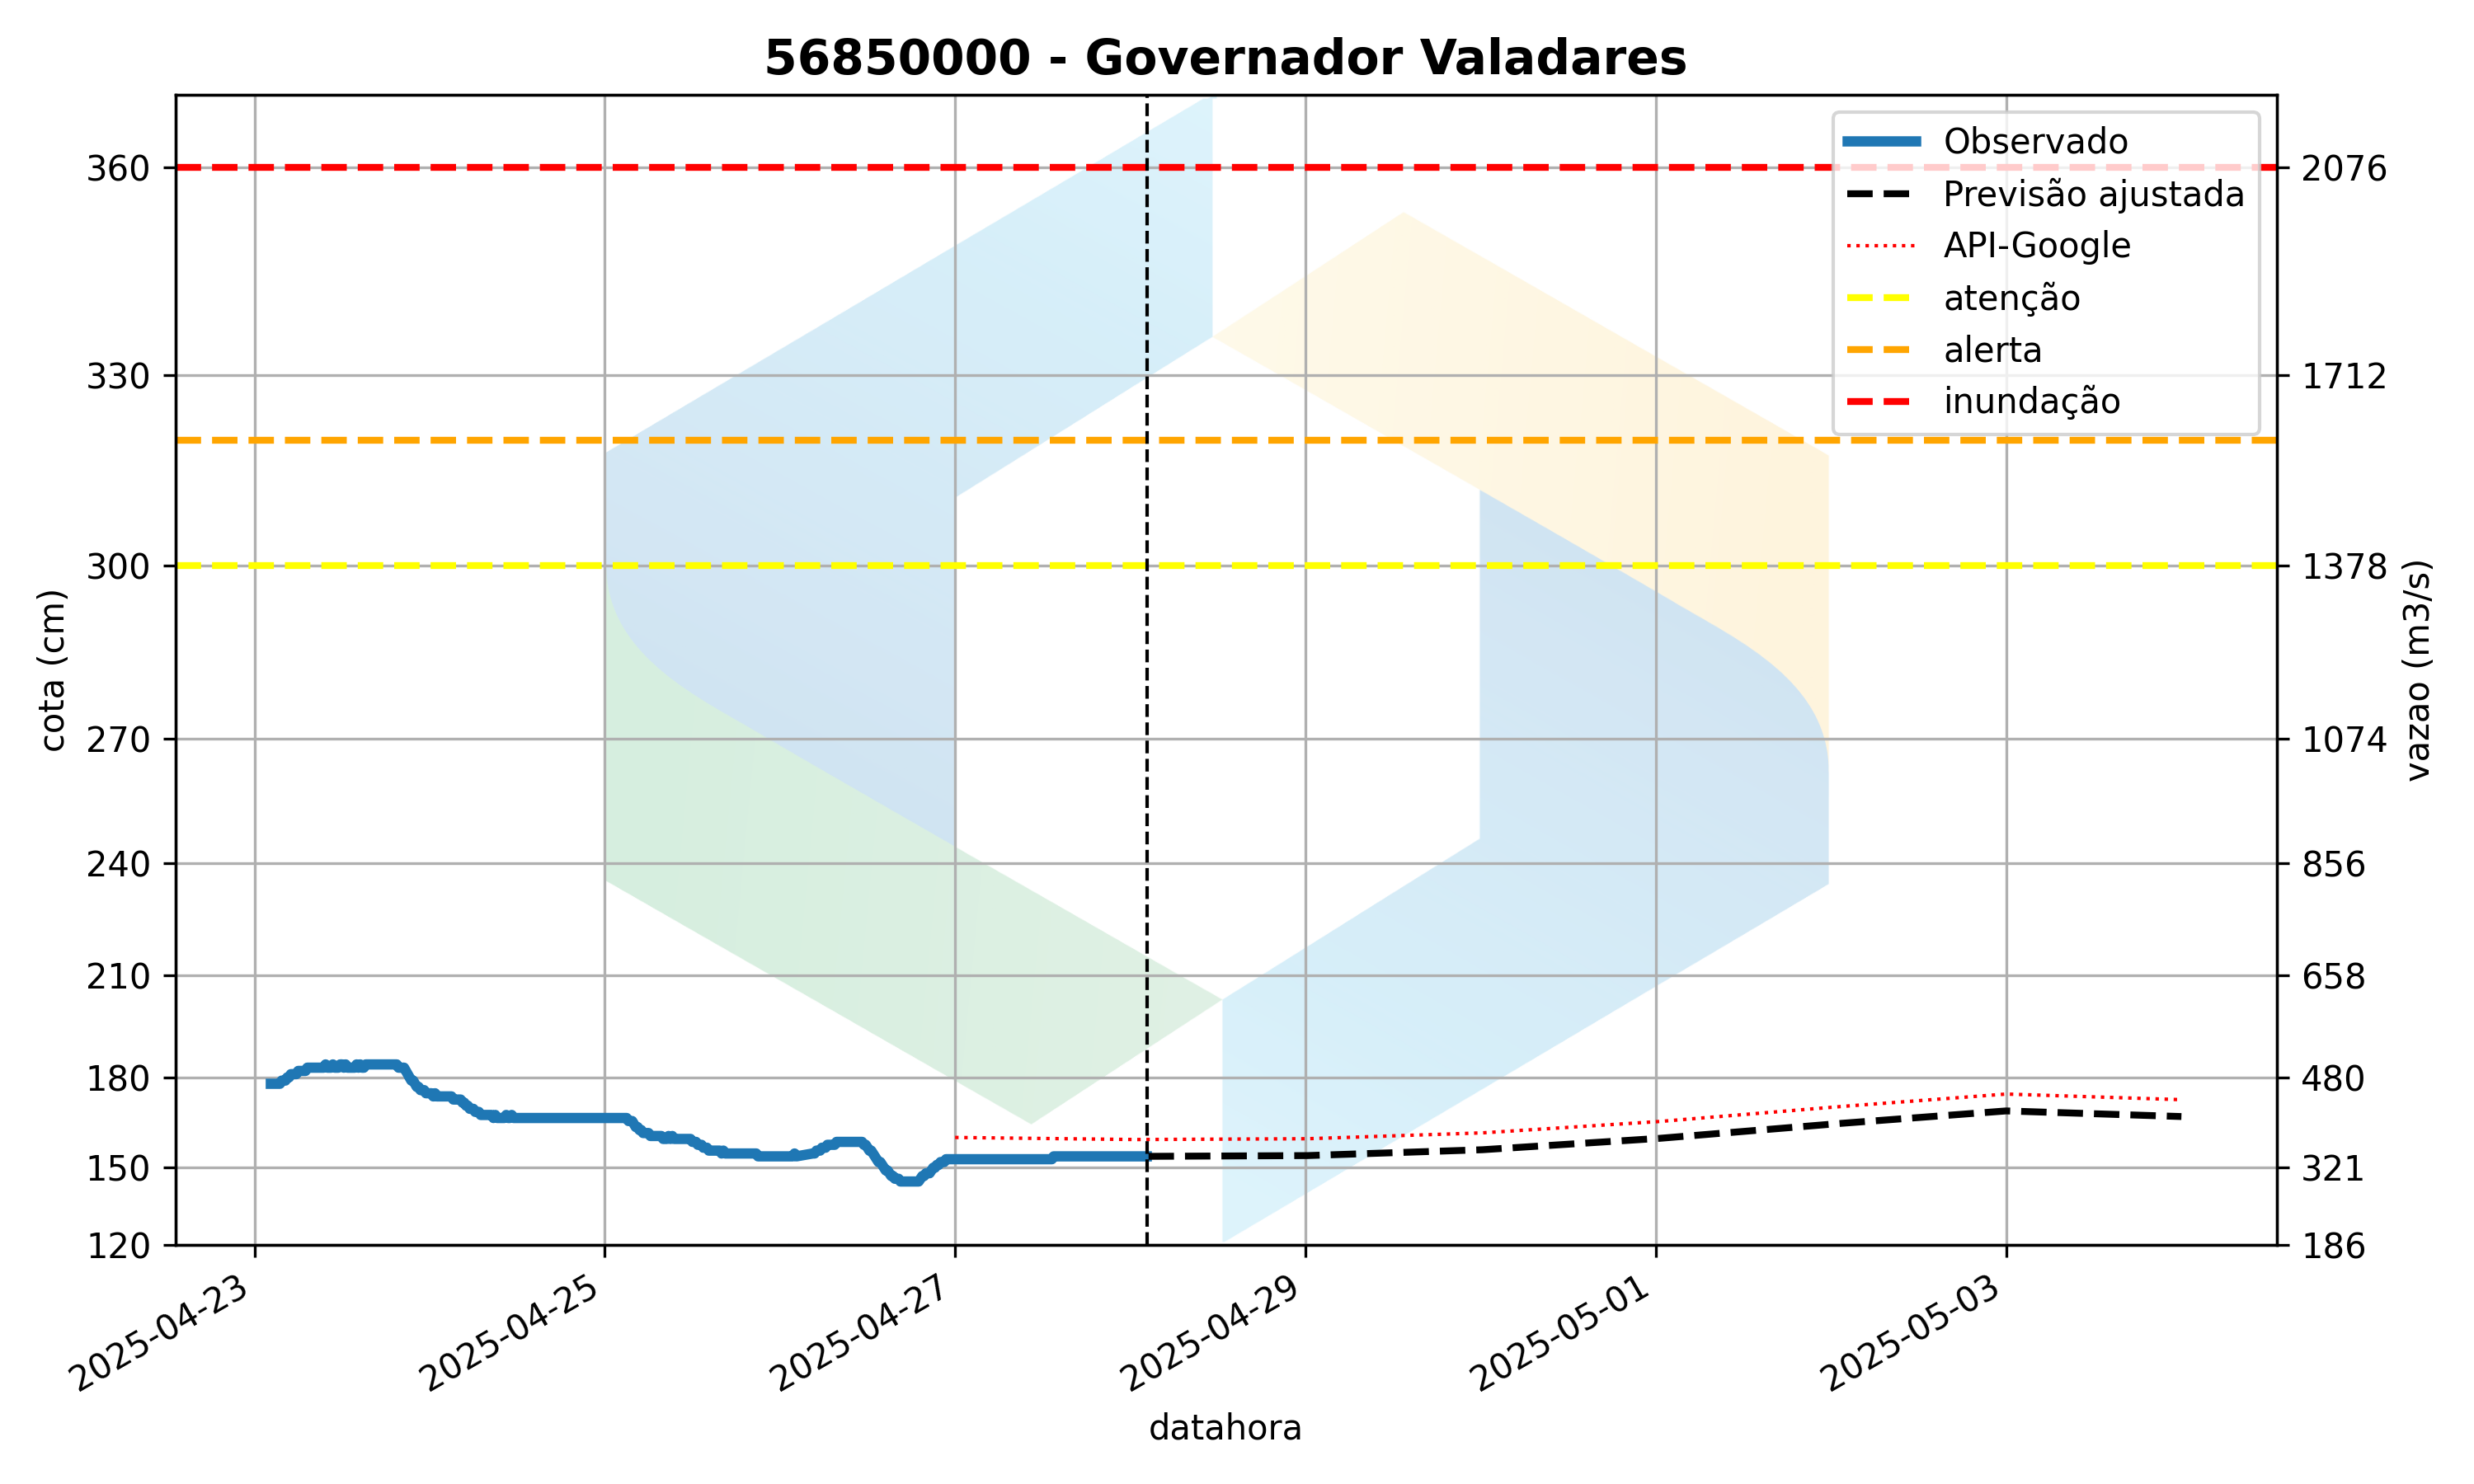 56850000 - Governador Valadares
Observado
Previsão ajustada
API-Google
atenção
alerta
inundação
cota (cm)
360
330
300
270
240
210
180
150
120
2076
1712
1378
1074
856
658
480
321
186
vazao (m3/s)
2025-04-23
2025-04-25
2025-04-27
2025-04-29
2025-05-01
2025-05-03
datahora